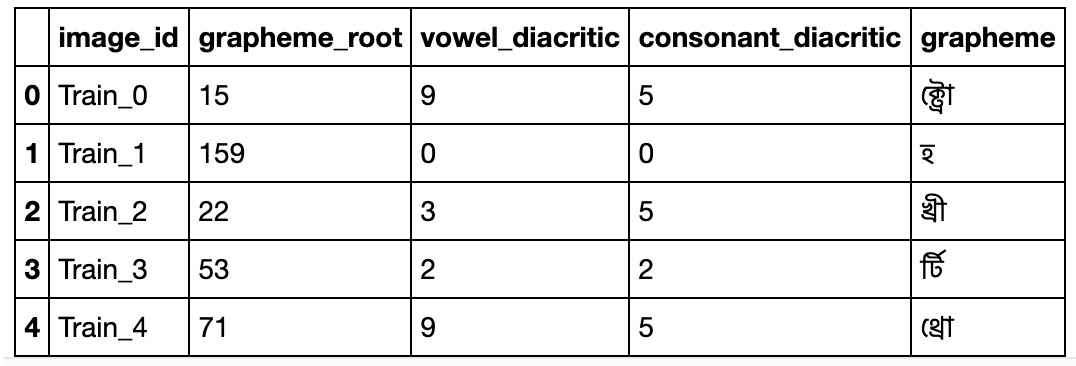 image_id grapheme_root vowel_diacritic consonant_diacritic grapheme
0 Train_0 15 9 5 ক্ট্রো
1 Train_1 159 0 0 হ
2 Train_2 22 3 5 খ্রী
3 Train_3 53 2 2 র্টি
4 Train_4 71 9 5 থ্রো